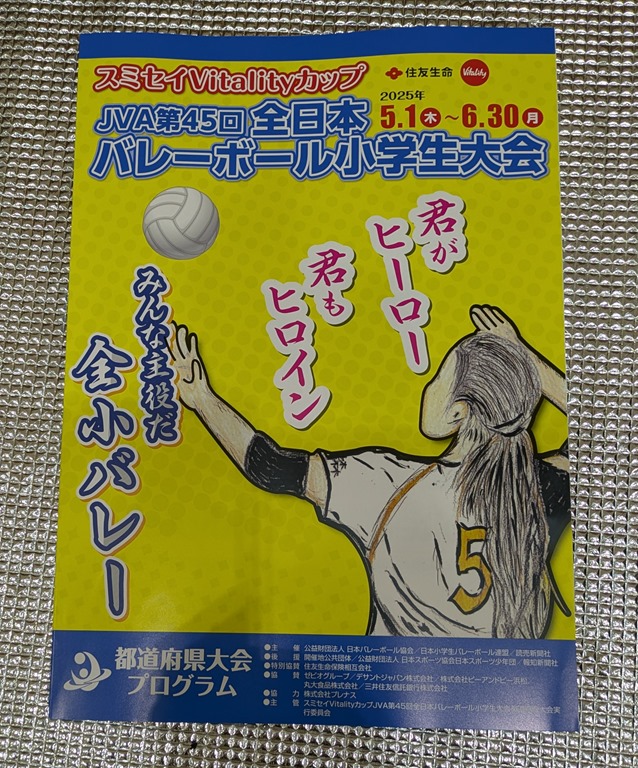 スミセイVitalityカップ
住友生命 Vitality
JVA第45回 全日本
2025年
5.1木～6.30月
バレーボール小学生大会
君が
ヒーロー
君も
ヒロイン
みんな主役だ
全小バレー
5
都道府県大会
プログラム
●主催 公益財団法人 日本バレーボール協会／日本小学生バレーボール連盟／読売新聞社
●後援 開催地公共団体／公益財団法人 日本スポーツ協会日本スポーツ少年団／報知新聞社
●特別協賛 住友生命保険相互会社
●協賛 ゼビオグループ／デサントジャパン株式会社／株式会社ビーアンドピー浜松／
丸大食品株式会社／三井住友信託銀行株式会社
●協力 株式会社プレナス
●主管 スミセイVitalityカップJVA第45回全日本バレーボール小学生大会都道府県大会実
行委員会